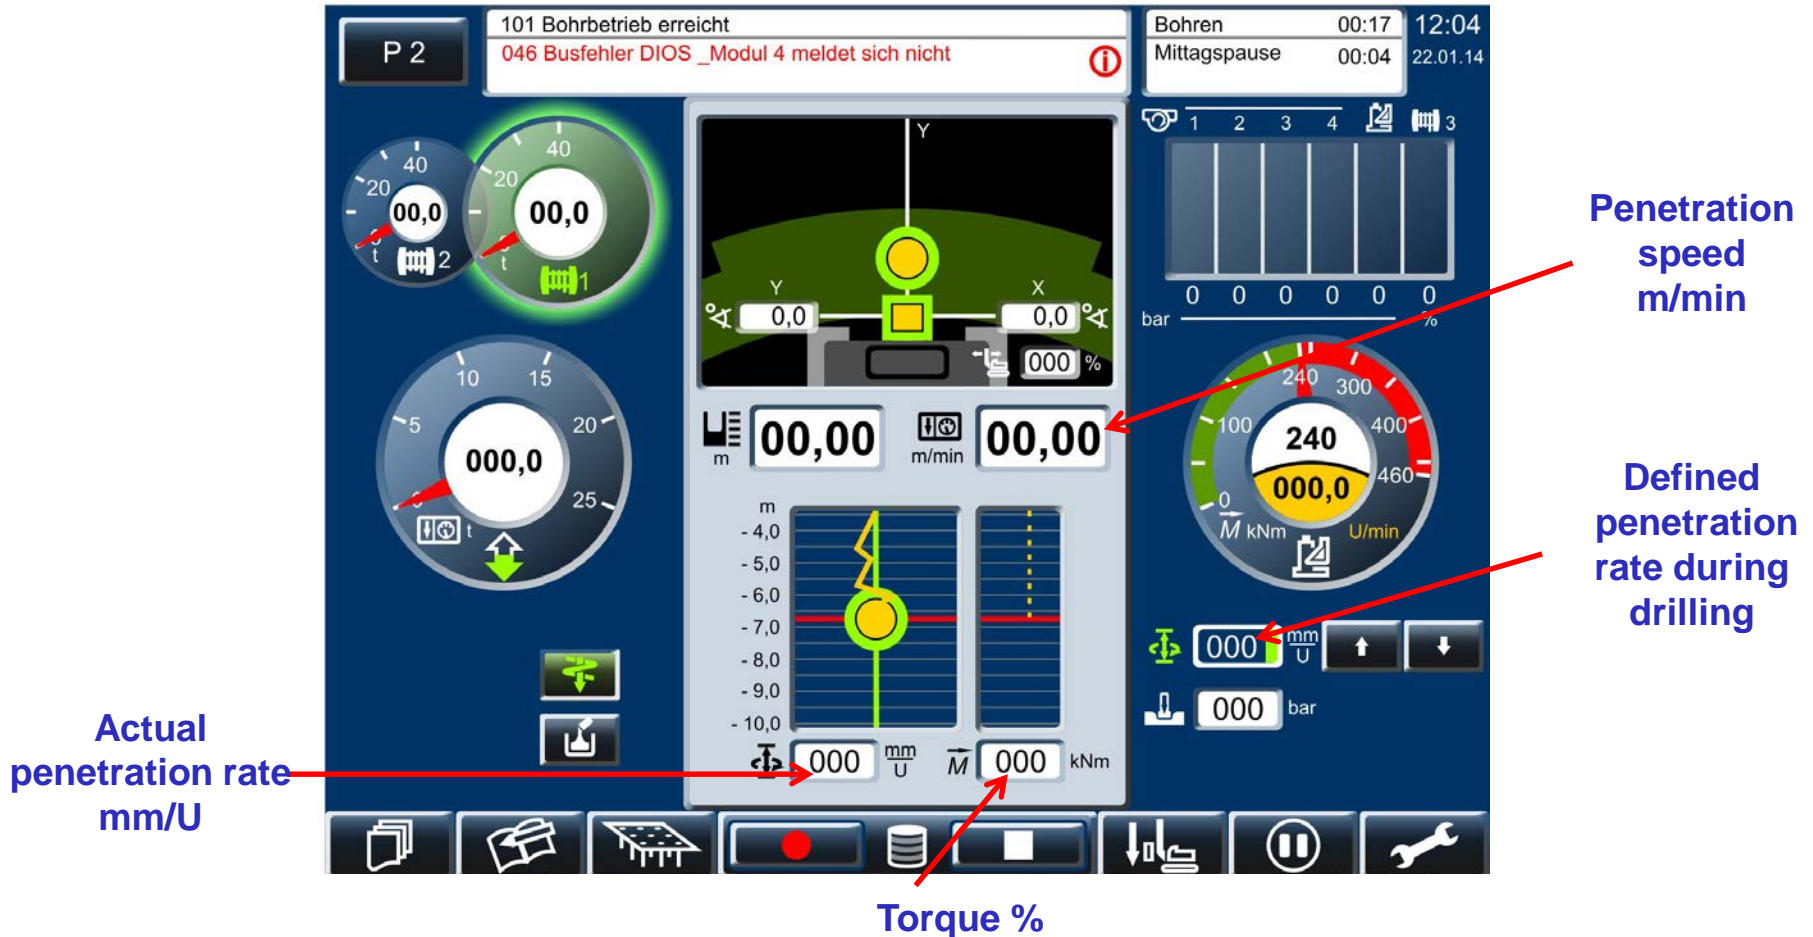 P 2
101 Bohrbetrieb erreicht
046 Busfehler DIOS _Modul 4 meldet sich nicht
Bohren 00:17
Mittagspause 00:04
12:04
22.01.14
40
20
00,0
0
t
2
40
20
00,0
0
t
1
Y
Y
0,0
X
0,0
000 %
1 2 3 4 3
0 0 0 0 0 0
bar %
Penetration
speed
m/min
5
10
15
20
25
0
000,0
t
m
00,00
m/min
00,00
0
100
240
300
400
460
240
000,0
M kNm
U/min
Defined
penetration
rate during
drilling
m
- 4,0
- 5,0
- 6,0
- 7,0
- 8,0
- 9,0
- 10,0
000 mm
U
000 bar
Actual
penetration rate
mm/U
000 mm
U
M 000 kNm
Torque %